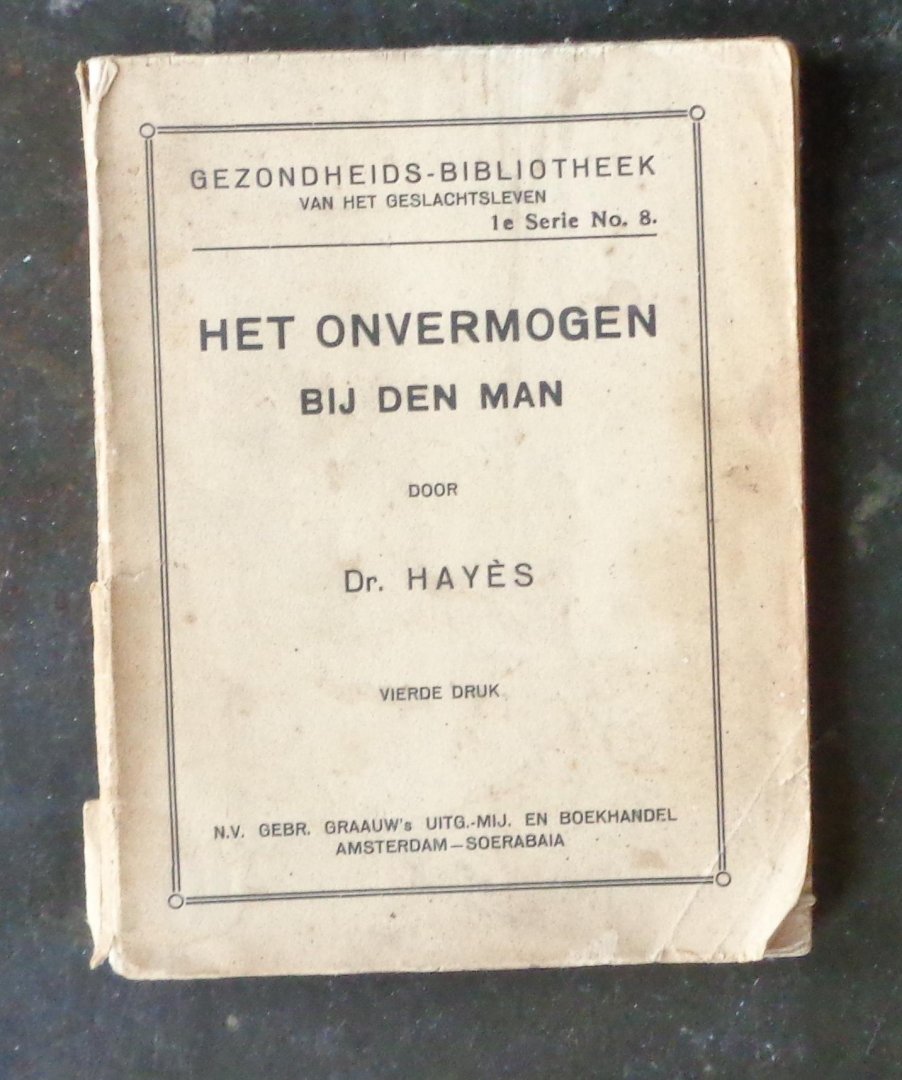 GEZONDHEIDS-BIBLIOTHEEK
VAN HET GESLACHTSLEVEN
1e Serie No. 8.
HET ONVERMOGEN
BIJ DEN MAN
DOOR
Dr. HAYÈS
VIERDE DRUK
N.V. GEBR. GRAAUW's UITG.-MIJ. EN BOEKHANDEL
AMSTERDAM—SOERABAIA